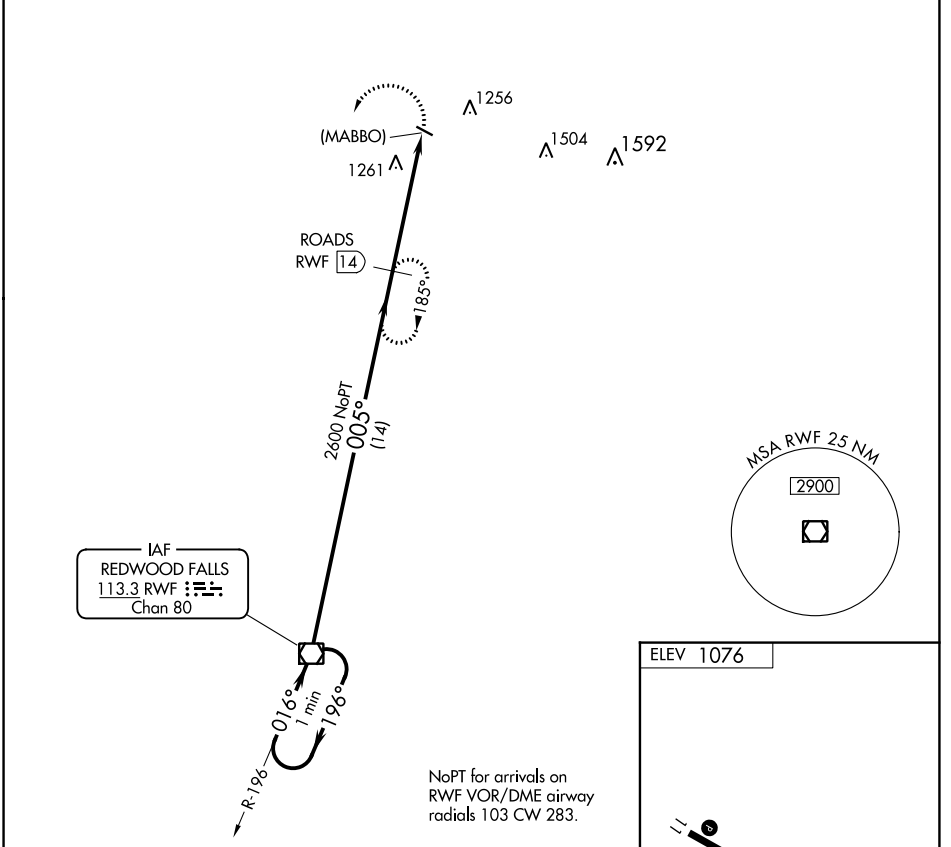 1256
(MABBO)
1504
1592
1261
ROADS
RWF 14
185°
2600 NoPT
005°
(14)
MSA RWF 25 NM
2900
IAF
REDWOOD FALLS
113.3 RWF
Chan 80
ELEV 1076
016°
1 min
196°
R-196
NoPT for arrivals on
RWF VOR/DME airway
radials 103 CW 283.
11
P